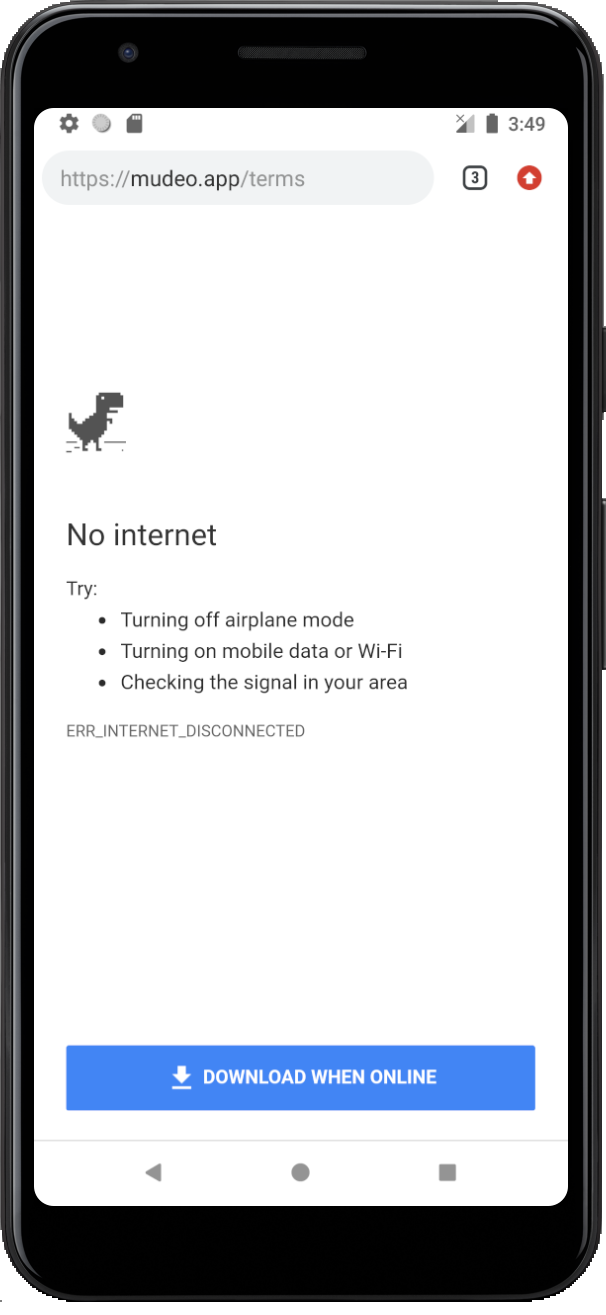 3:49
https://mudeo.app/terms 3
No internet
Try:
• Turning off airplane mode
• Turning on mobile data or Wi-Fi
• Checking the signal in your area
ERR_INTERNET_DISCONNECTED
DOWNLOAD WHEN ONLINE